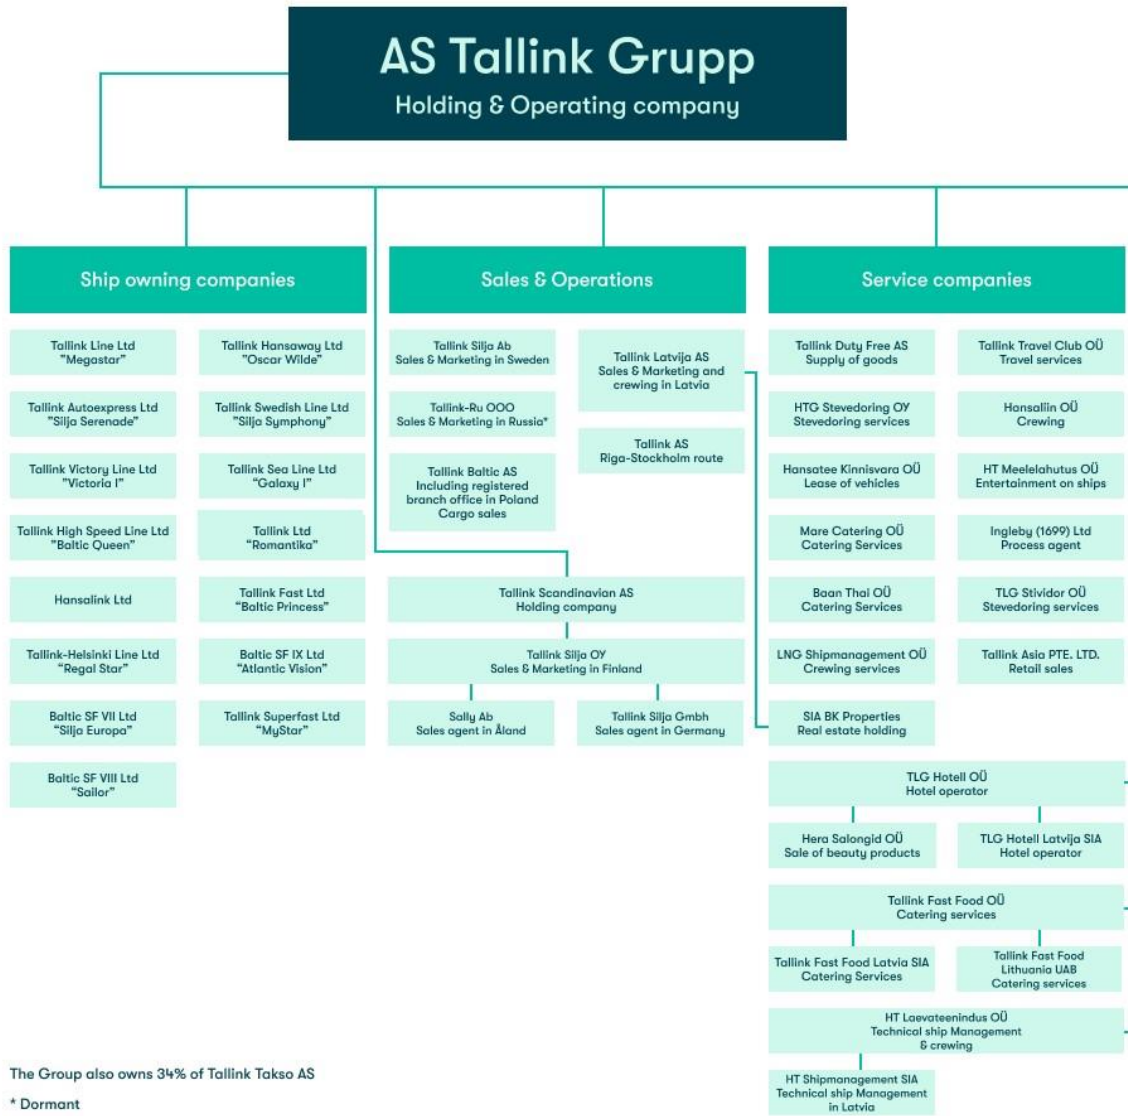 AS Tallink Grupp
Holding & Operating company
Ship owning companies
Tallink Line Ltd
"Megastar"
Tallink Hansaway Ltd
"Oscar Wilde"
Tallink Autoexpress Ltd
"Silja Serenade"
Tallink Swedish Line Ltd
"Silja Symphony"
Tallink Victory Line Ltd
"Victoria I"
Tallink Sea Line Ltd
"Galaxy I"
Tallink High Speed Line Ltd
"Baltic Queen"
Tallink Ltd
"Romantika"
Hansalink Ltd
Tallink Fast Ltd
"Baltic Princess"
Tallink-Helsinki Line Ltd
"Regal Star"
Baltic SF IX Ltd
"Atlantic Vision"
Baltic SF VII Ltd
"Silja Europa"
Tallink Superfast Ltd
"MyStar"
Baltic SF VIII Ltd
"Sailor"
Sales & Operations
Tallink Silja Ab
Sales & Marketing in Sweden
Tallink Latvija AS
Sales & Marketing and
crewing in Latvia
Tallink-Ru OOO
Sales & Marketing in Russia*
Tallink AS
Riga-Stockholm route
Tallink Baltic AS
Including registered
branch office in Poland
Cargo sales
Tallink Scandinavian AS
Holding company
Tallink Silja OY
Sales & Marketing in Finland
Sally Ab
Sales agent in Åland
Tallink Silja Gmbh
Sales agent in Germany
Service companies
Tallink Duty Free AS
Supply of goods
Tallink Travel Club OÜ
Travel services
HTG Stevedoring OY
Stevedoring services
Hansaliin OÜ
Crewing
Hansatee Kinnisvara OÜ
Lease of vehicles
HT Meelelahutus OÜ
Entertainment on ships
Mare Catering OÜ
Catering Services
Ingleby (1699) Ltd
Process agent
Baan Thai OÜ
Catering Services
TLG Stividor OÜ
Stevedoring services
LNG Shipmanagement OÜ
Crewing services
Tallink Asia PTE. LTD.
Retail sales
SIA BK Properties
Real estate holding
TLG Hotell OÜ
Hotel operator
Hera Salongid OÜ
Sale of beauty products
TLG Hotell Latvija SIA
Hotel operator
Tallink Fast Food OÜ
Catering services
Tallink Fast Food Latvia SIA
Catering Services
Tallink Fast Food
Lithuania UAB
Catering services
HT Laevateenindus OÜ
Technical ship Management
& crewing
HT Shipmanagement SIA
Technical ship Management
in Latvia
The Group also owns 34% of Tallink Takso AS
* Dormant